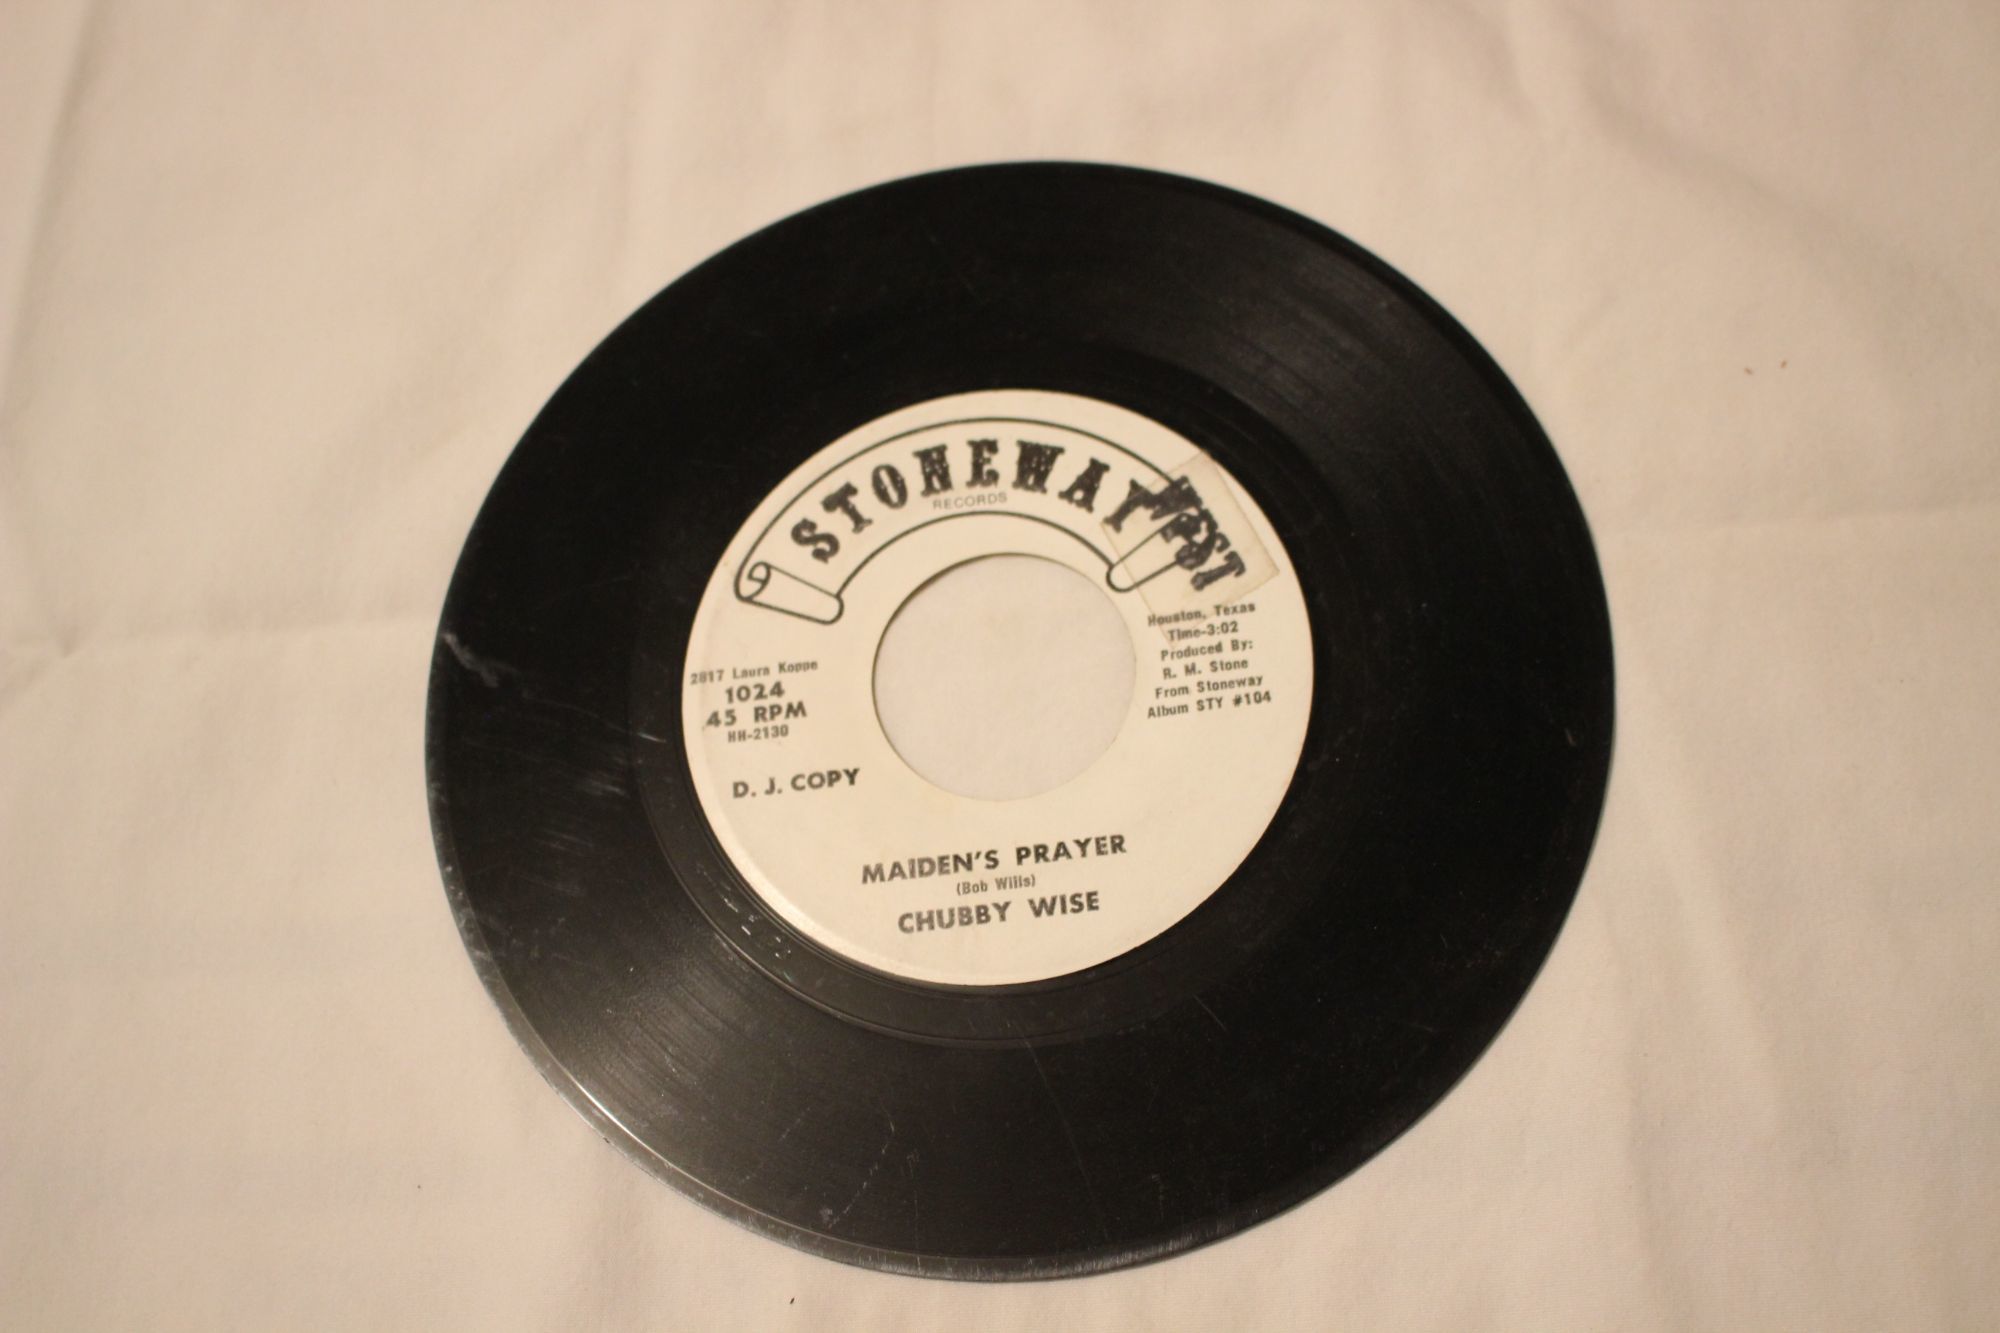 STONEWAY
WEST
RECORDS
2817 Laura Koppe
1024
45 RPM
HH-2130
D. J. COPY
Houston, Texas
Time-3:02
Produced By:
R. M. Stone
From Stoneway
Album STY #104
MAIDEN'S PRAYER
(Bob Wills)
CHUBBY WISE